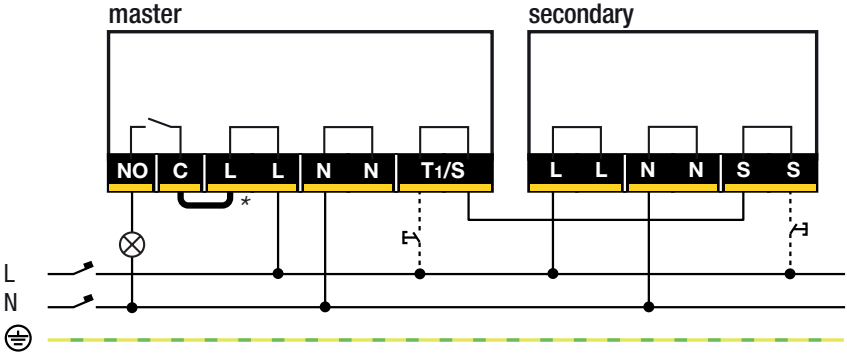 master secondary
NO C L L N N T1/S L L N N S S
*
L
N